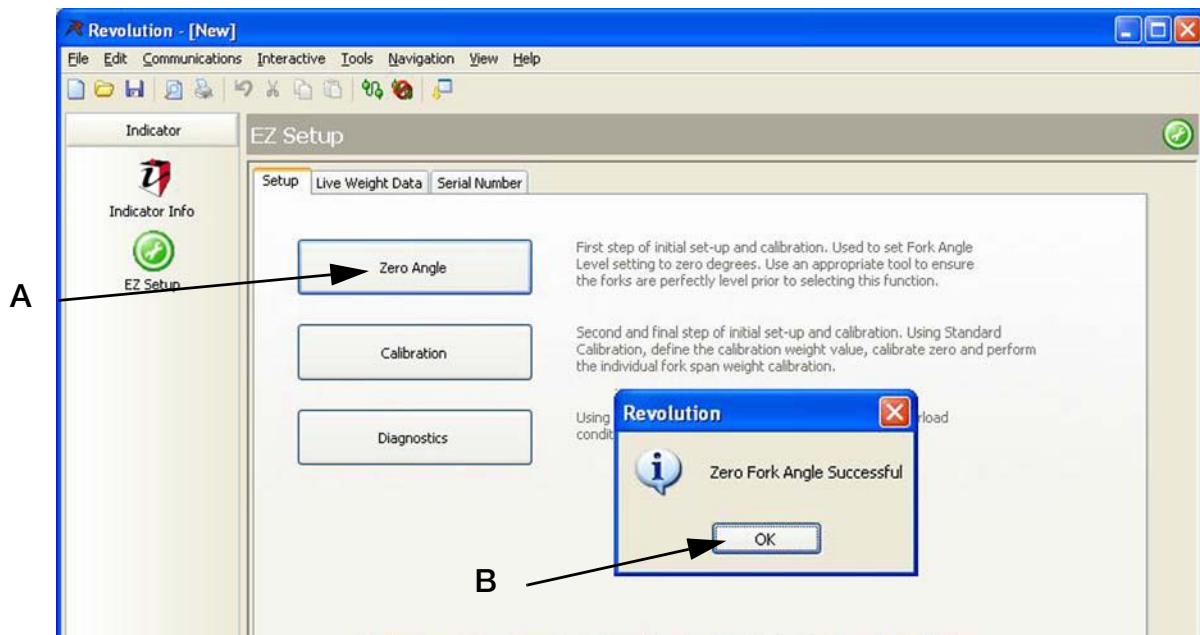 Revolution - [New]
File Edit Communications Interactive Tools Navigation View Help
Indicator
EZ Setup
Indicator Info
EZ Setup
Setup Live Weight Data Serial Number
Zero Angle
First step of initial set-up and calibration. Used to set Fork Angle
Level setting to zero degrees. Use an appropriate tool to ensure
the forks are perfectly level prior to selecting this function.
A
Calibration
Second and final step of initial set-up and calibration. Using Standard
Calibration, define the calibration weight value, calibrate zero and perform
the individual fork span weight calibration.
Diagnostics
Using
condit
rload
Revolution
Zero Fork Angle Successful
OK
B